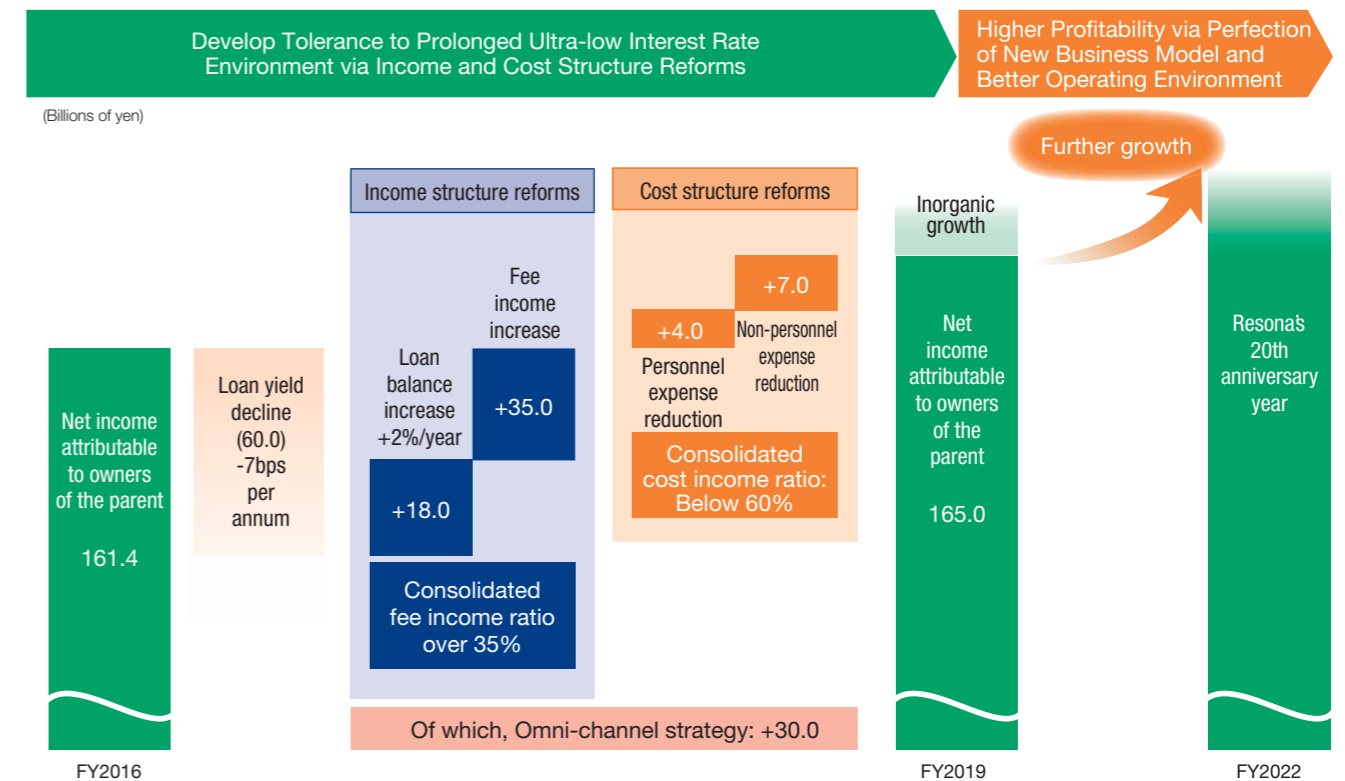 Develop Tolerance to Prolonged Ultra-low Interest Rate
Environment via Income and Cost Structure Reforms
Higher Profitability via Perfection
of New Business Model and
Better Operating Environment
(Billions of yen)
Further growth
Income structure reforms
Cost structure reforms
Inorganic
growth
Net income
attributable
to owners
of the parent
161.4
Loan yield
decline
(60.0)
-7bps
per
annum
Loan
balance
increase
+2%/year
+18.0
Fee
income
increase
+35.0
Consolidated
fee income ratio
over 35%
+4.0
Personnel
expense
reduction
+7.0
Non-personnel
expense
reduction
Consolidated
cost income ratio:
Below 60%
Of which, Omni-channel strategy: +30.0
Net
income
attributable
to owners
of the
parent
165.0
Resona's
20th
anniversary
year
FY2016
FY2019
FY2022